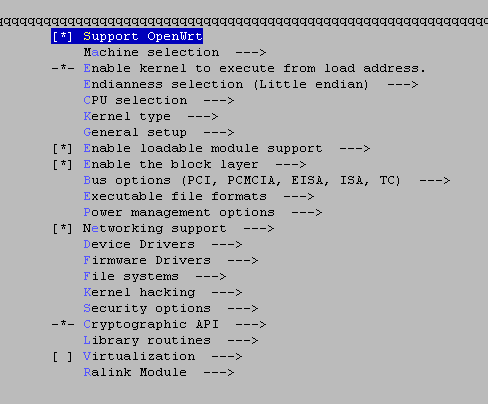 qqqqqqqqqqqqqqqqqqqqqqqqqqqqqqqqqqqqqqqqqqqqqqqqqqqqqqqqqqqqq
[*] Support OpenWrt
Machine selection --->
-*- Enable kernel to execute from load address.
Endianness selection (Little endian) --->
CPU selection --->
Kernel type --->
General setup --->
[*] Enable loadable module support --->
[*] Enable the block layer --->
Bus options (PCI, PCMCIA, EISA, ISA, TC) --->
Executable file formats --->
Power management options --->
[*] Networking support --->
Device Drivers --->
Firmware Drivers --->
File systems --->
Kernel hacking --->
Security options --->
-*- Cryptographic API --->
Library routines --->
[ ] Virtualization --->
Ralink Module --->